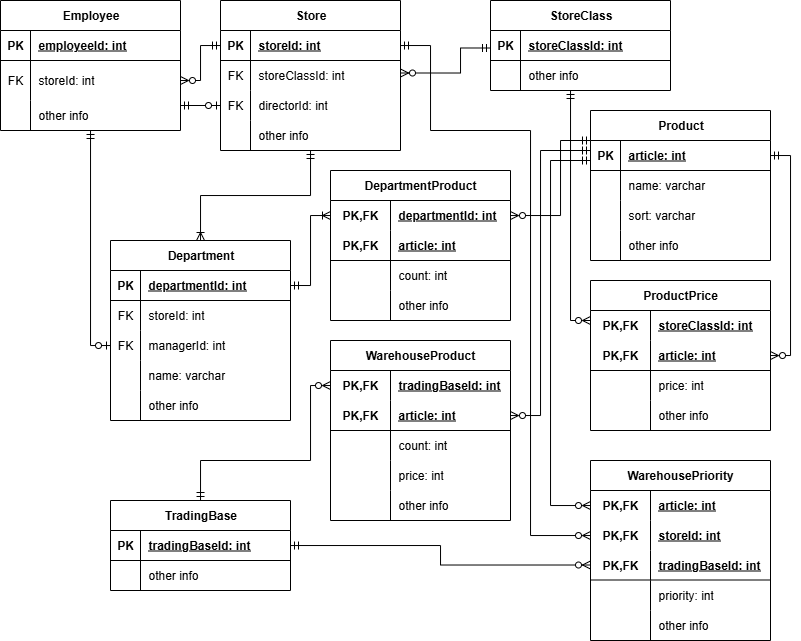 Employee
PK employeeId: int
FK storeId: int
other info
Store
PK storeId: int
FK storeClassId: int
FK directorId: int
other info
StoreClass
PK storeClassId: int
other info
Product
PK article: int
name: varchar
sort: varchar
other info
DepartmentProduct
PK,FK departmentId: int
PK,FK article: int
count: int
other info
Department
PK departmentId: int
FK storeId: int
FK managerId: int
name: varchar
other info
ProductPrice
PK,FK storeClassId: int
PK,FK article: int
price: int
other info
WarehouseProduct
PK,FK tradingBaseId: int
PK,FK article: int
count: int
price: int
other info
TradingBase
PK tradingBaseId: int
other info
WarehousePriority
PK,FK article: int
PK,FK storeId: int
PK,FK tradingBaseId: int
priority: int
other info